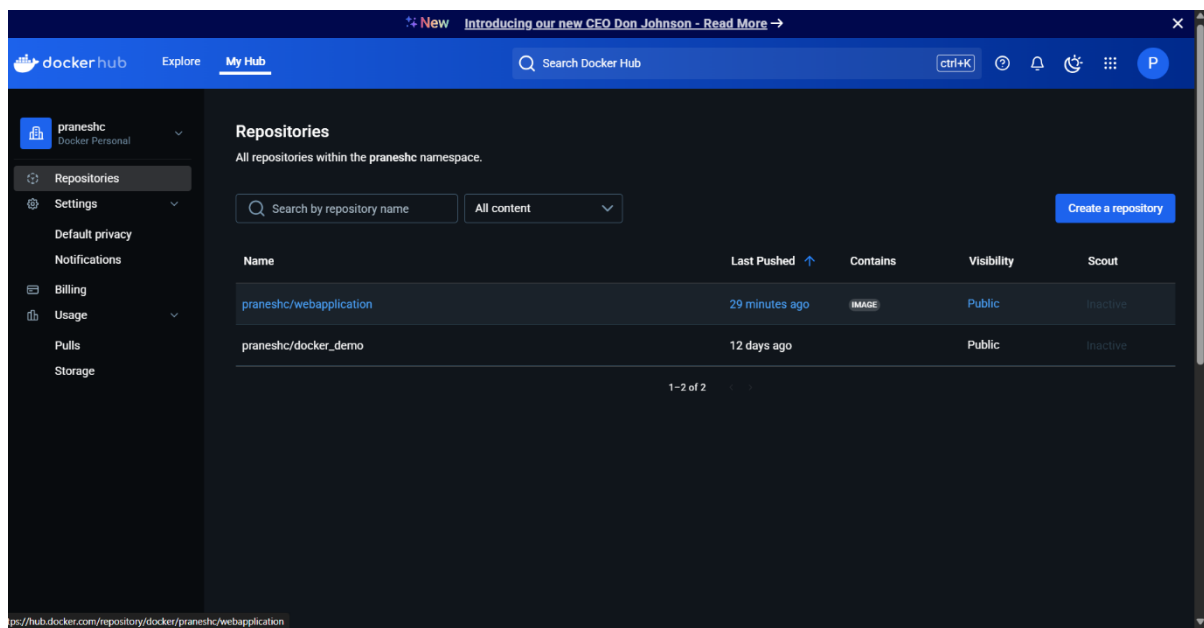 New Introducing our new CEO Don Johnson - Read More →
dockerhub Explore My Hub Search Docker Hub ctrl+K P
praneshc
Docker Personal
Repositories
Settings
Default privacy
Notifications
Billing
Usage
Pulls
Storage
Repositories
All repositories within the praneshc namespace.
Search by repository name All content Create a repository
Name Last Pushed Contains Visibility Scout
praneshc/webapplication 29 minutes ago IMAGE Public Inactive
praneshc/docker_demo 12 days ago Public Inactive
1–2 of 2
tps://hub.docker.com/repository/docker/praneshc/webapplication